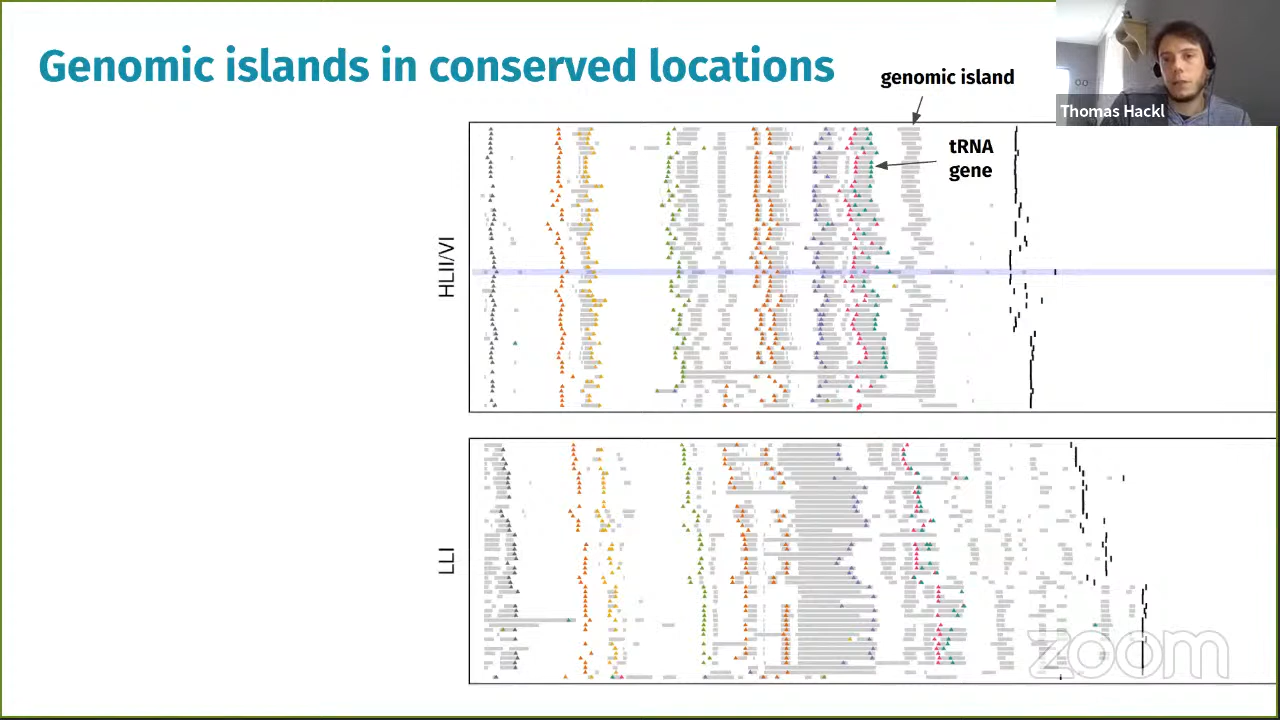 Genomic islands in conserved locations
genomic island
Thomas Hackl
tRNA
gene
HLII/VI
LLI
zoom